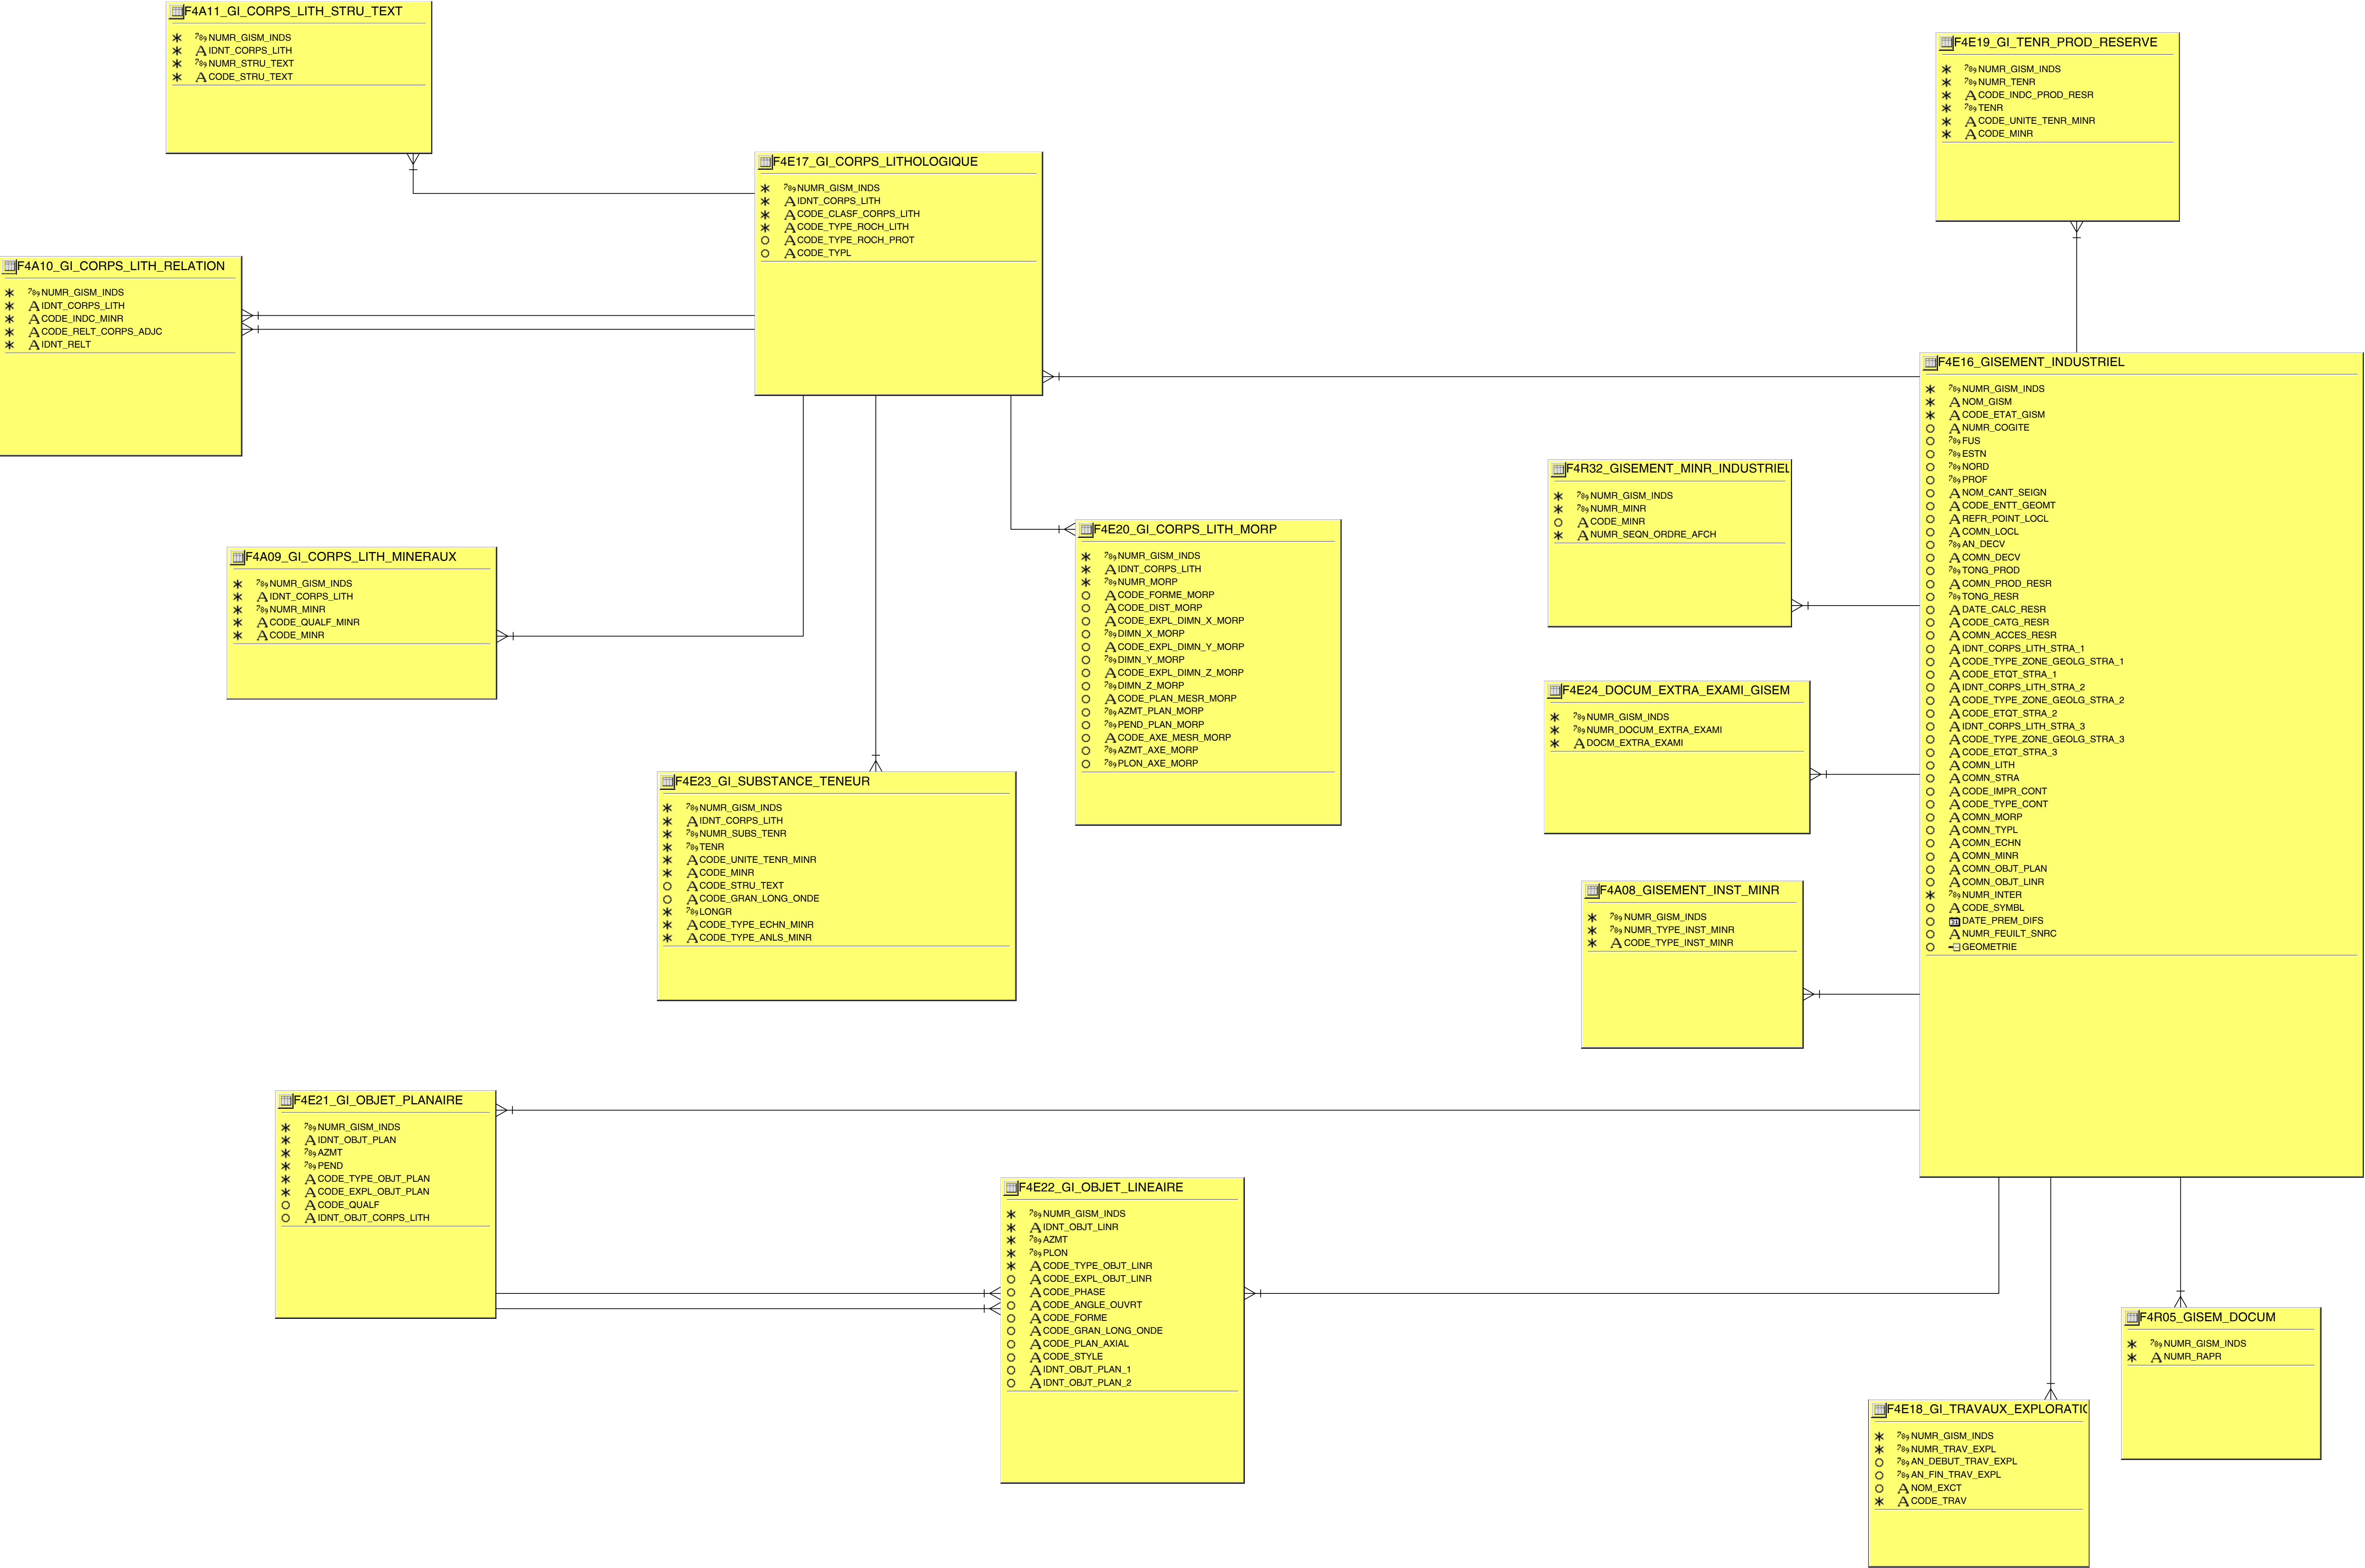 F4A11_GI_CORPS_LITH_STRU_TEXT
NUMR_GISM_INDS
IDNT_CORPS_LITH
NUMR_STRU_TEXT
CODE_STRU_TEXT
F4E19_GI_TENR_PROD_RESERVE
NUMR_GISM_INDS
NUMR_TENR
CODE_INDC_PROD_RESR
TENR
CODE_UNITE_TENR_MINR
CODE_MINR
F4E17_GI_CORPS_LITHOLOGIQUE
NUMR_GISM_INDS
IDNT_CORPS_LITH
CODE_CLASF_CORPS_LITH
CODE_TYPE_ROCH_LITH
CODE_TYPE_ROCH_PROT
CODE_TYPL
F4A10_GI_CORPS_LITH_RELATION
NUMR_GISM_INDS
IDNT_CORPS_LITH
CODE_INDC_MINR
CODE_RELT_CORPS_ADJC
IDNT_RELT
F4E16_GISEMENT_INDUSTRIEL
NUMR_GISM_INDS
NOM_GISM
CODE_ETAT_GISM
NUMR_COGITE
FUS
ESTN
NORD
PROF
NOM_CANT_SEIGN
CODE_ENTT_GEOMT
REFR_POINT_LOCL
COMN_LOCL
AN_DECV
COMN_DECV
TONG_PROD
COMN_PROD_RESR
TONG_RESR
DATE_CALC_RESR
CODE_CATG_RESR
COMN_ACCES_RESR
IDNT_CORPS_LITH_STRA_1
CODE_TYPE_ZONE_GEOLG_STRA_1
CODE_ETQT_STRA_1
IDNT_CORPS_LITH_STRA_2
CODE_TYPE_ZONE_GEOLG_STRA_2
CODE_ETQT_STRA_2
IDNT_CORPS_LITH_STRA_3
CODE_TYPE_ZONE_GEOLG_STRA_3
CODE_ETQT_STRA_3
COMN_LITH
COMN_STRA
CODE_IMPR_CONT
CODE_TYPE_CONT
COMN_MORP
COMN_TYPL
COMN_ECHN
COMN_MINR
COMN_OBJT_PLAN
COMN_OBJT_LINR
NUMR_INTER
CODE_SYMBL
DATE_PREM_DIFS
NUMR_FEUILT_SNRC
GEOMETRIE
F4R32_GISEMENT_MINR_INDUSTRIEL
NUMR_GISM_INDS
NUMR_MINR
CODE_MINR
NUMR_SEQN_ORDRE_AFCH
F4E20_GI_CORPS_LITH_MORP
NUMR_GISM_INDS
IDNT_CORPS_LITH
NUMR_MORP
CODE_FORME_MORP
CODE_DIST_MORP
CODE_EXPL_DIMN_X_MORP
DIMN_X_MORP
CODE_EXPL_DIMN_Y_MORP
DIMN_Y_MORP
CODE_EXPL_DIMN_Z_MORP
DIMN_Z_MORP
CODE_PLAN_MESR_MORP
AZMT_PLAN_MORP
PEND_PLAN_MORP
CODE_AXE_MESR_MORP
AZMT_AXE_MORP
PLON_AXE_MORP
F4A09_GI_CORPS_LITH_MINERAUX
NUMR_GISM_INDS
IDNT_CORPS_LITH
NUMR_MINR
CODE_QUALF_MINR
CODE_MINR
F4E24_DOCUM_EXTRA_EXAMI_GISEM
NUMR_GISM_INDS
NUMR_DOCUM_EXTRA_EXAMI
DOCM_EXTRA_EXAMI
F4E23_GI_SUBSTANCE_TENEUR
NUMR_GISM_INDS
IDNT_CORPS_LITH
NUMR_SUBS_TENR
TENR
CODE_UNITE_TENR_MINR
CODE_MINR
CODE_STRU_TEXT
CODE_GRAN_LONG_ONDE
LONGR
CODE_TYPE_ECHN_MINR
CODE_TYPE_ANLS_MINR
F4A08_GISEMENT_INST_MINR
NUMR_GISM_INDS
NUMR_TYPE_INST_MINR
CODE_TYPE_INST_MINR
F4E21_GI_OBJET_PLANAIRE
NUMR_GISM_INDS
IDNT_OBJT_PLAN
AZMT
PEND
CODE_TYPE_OBJT_PLAN
CODE_EXPL_OBJT_PLAN
CODE_QUALF
IDNT_OBJT_CORPS_LITH
F4E22_GI_OBJET_LINEAIRE
NUMR_GISM_INDS
IDNT_OBJT_LINR
AZMT
PLON
CODE_TYPE_OBJT_LINR
CODE_EXPL_OBJT_LINR
CODE_PHASE
CODE_ANGLE_OUVRT
CODE_FORME
CODE_GRAN_LONG_ONDE
CODE_PLAN_AXIAL
CODE_STYLE
IDNT_OBJT_PLAN_1
IDNT_OBJT_PLAN_2
F4R05_GISEM_DOCUM
NUMR_GISM_INDS
NUMR_RAPR
F4E18_GI_TRAVAUX_EXPLORATIO
NUMR_GISM_INDS
NUMR_TRAV_EXPL
AN_DEBUT_TRAV_EXPL
AN_FIN_TRAV_EXPL
NOM_EXCT
CODE_TRAV